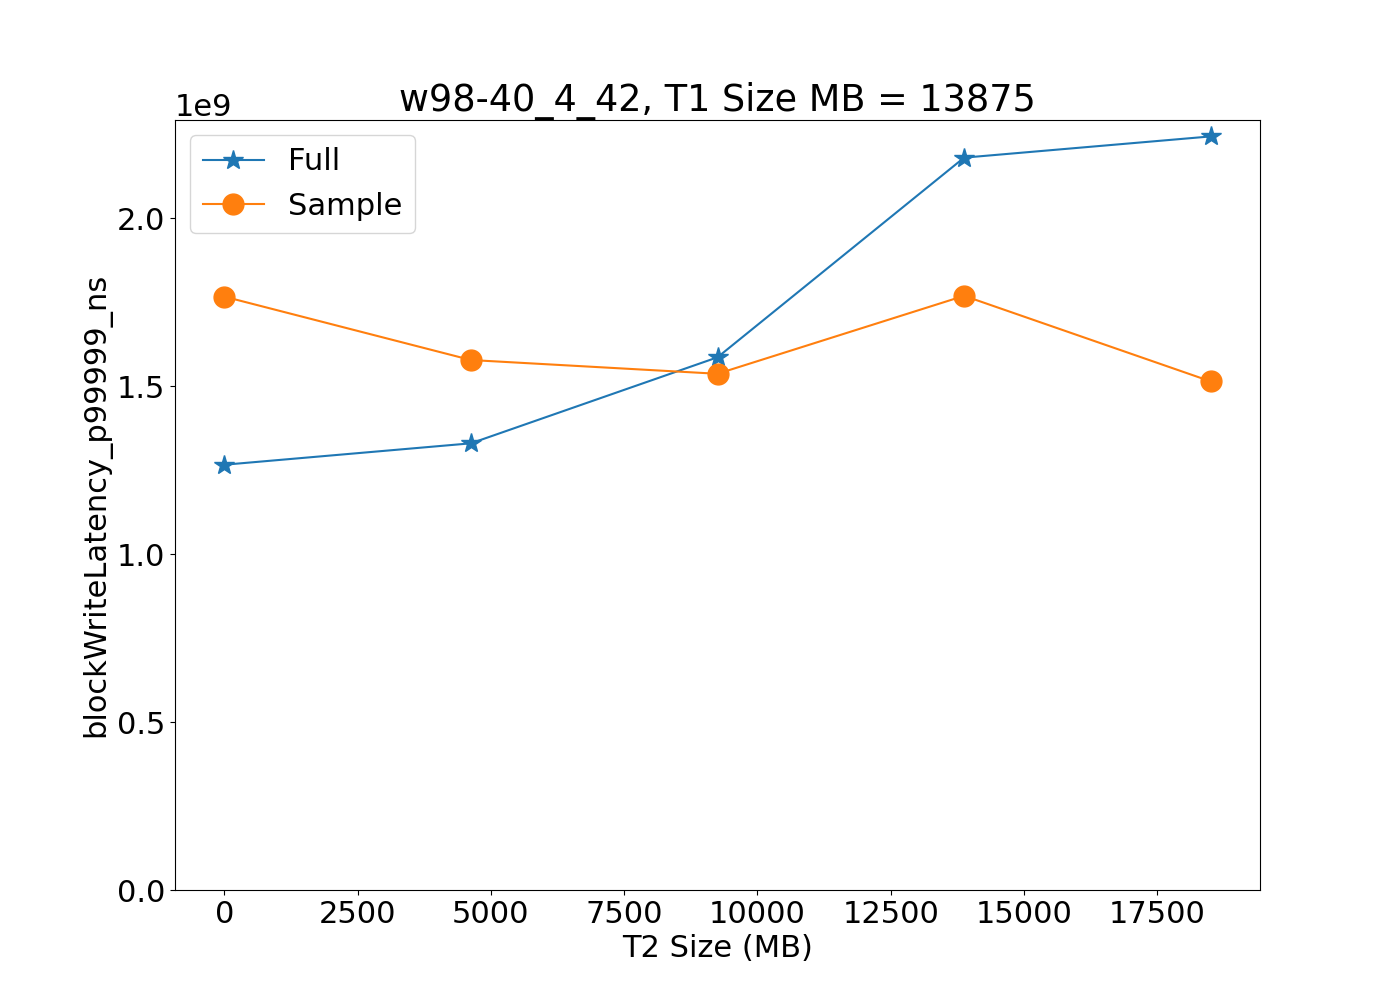 w98-40_4_42, T1 Size MB = 13875
1e9
Full
Sample
blockWriteLatency_p99999_ns
2.0
1.5
1.0
0.5
0.0
0 2500 5000 7500 10000 12500 15000 17500
T2 Size (MB)